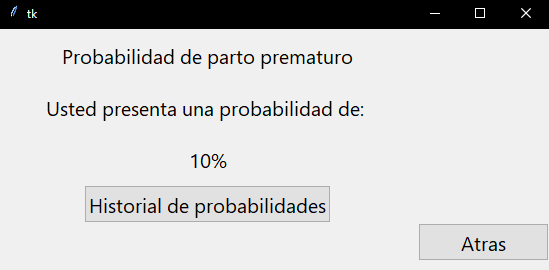 tk
Probabilidad de parto prematuro
Usted presenta una probabilidad de:
10%
Historial de probabilidades
Atras